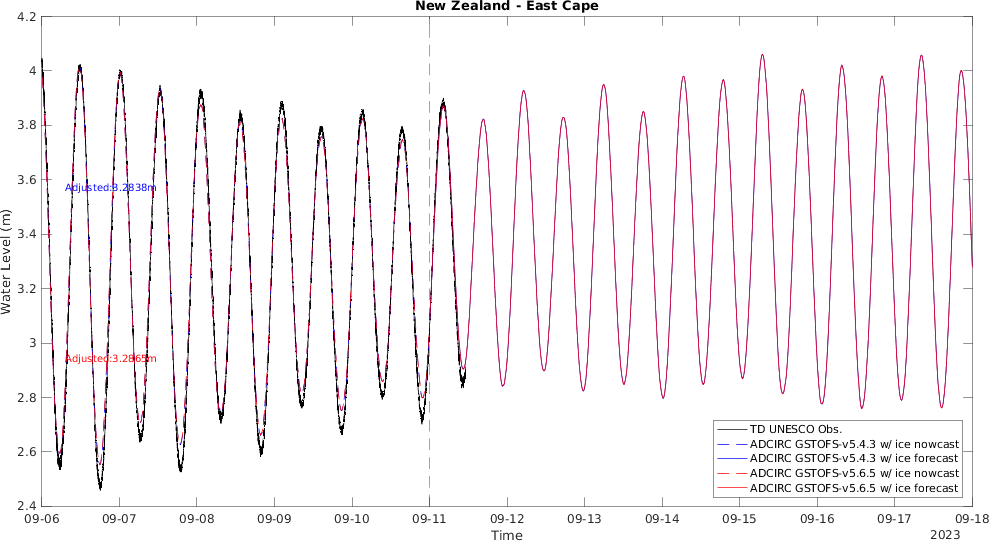 New Zealand - East Cape
4.2
4
3.8
3.6
3.4
3.2
3
2.8
2.6
2.4
Water Level (m)
Adjusted:3.2838m
Adjusted:3.2865m
TD UNESCO Obs.
ADCIRC GSTOFS-v5.4.3 w/ ice nowcast
ADCIRC GSTOFS-v5.4.3 w/ ice forecast
ADCIRC GSTOFS-v5.6.5 w/ ice nowcast
ADCIRC GSTOFS-v5.6.5 w/ ice forecast
09-06 09-07 09-08 09-09 09-10 09-11 09-12 09-13 09-14 09-15 09-16 09-17 09-18
Time
2023